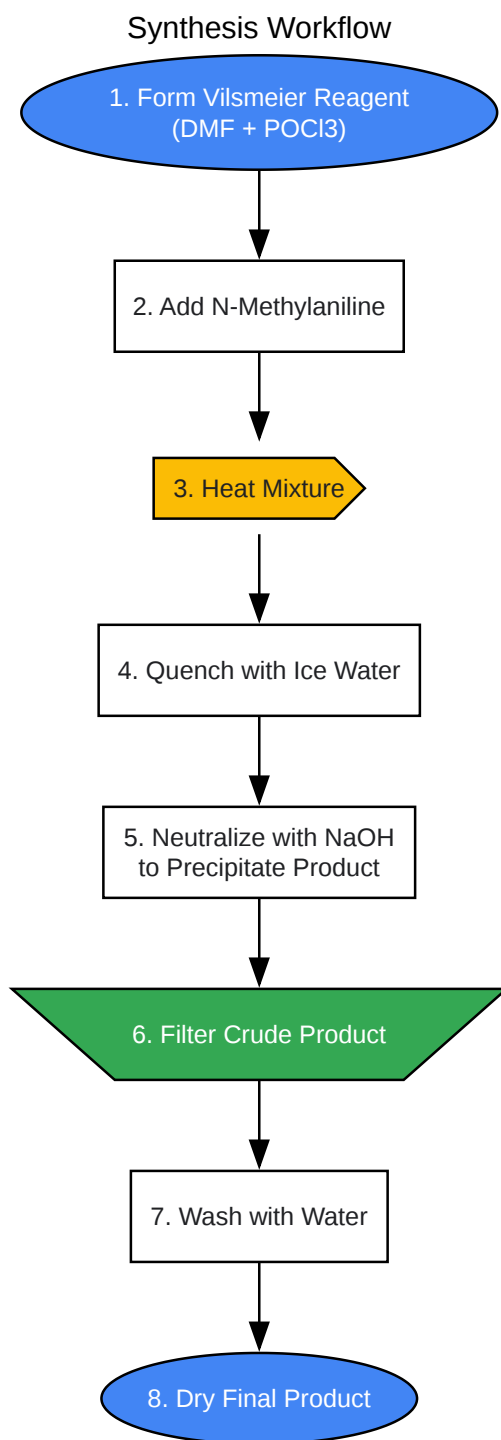 Synthesis Workflow
1. Form Vilsmeier Reagent
(DMF + POCl3)
2. Add N-Methylaniline
3. Heat Mixture
4. Quench with Ice Water
5. Neutralize with NaOH
to Precipitate Product
6. Filter Crude Product
7. Wash with Water
8. Dry Final Product